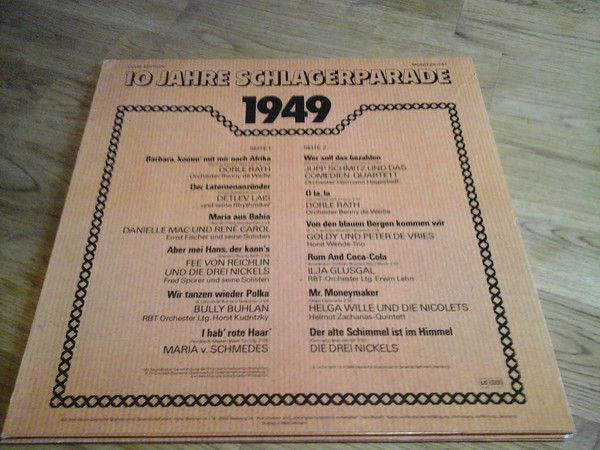 10 JAHRE SCHLAGERPARADE
1949
SEITE 1
Barbara, komm' mit mir nach Afrika
DORLE RATH
Orchester Benny de Weille
Der Laternenanzünder
DETLEV LAIS
und seine Rhythmiker
Maria aus Bahia
DANIELLE MAC UND RENÉ CAROL
Ernst Fischer und seine Solisten
Aber mei Hans, der kann's
FEE VON REICHLIN
UND DIE DREI NICKELS
Fred Sporer und seine Solisten
Wir tanzen wieder Polka
BULLY BUHLAN
RBT Orchester Ltg. Horst Kudritzky
I hab' rote Haar'
MARIA v. SCHMEDES
SEITE 2
Wer soll das bezahlen
JUPP SCHMITZ UND DAS
COMEDIEN-QUARTETT
Orchester Hermann Hagestedt
O la, la
DORLE RATH
Orchester Benny de Weille
Von den blauen Bergen kommen wir
GOLDY UND PETER DE VRIES
Horst Wende-Trio
Rum And Coca-Cola
ILJA GLUSGAL
RBT-Orchester Ltg. Erwin Lehn
Mr. Moneymaker
HELGA WILLE UND DIE NICOLETS
Helmut Zacharias-Quintett
Der alte Schimmel ist im Himmel
DIE DREI NICKELS